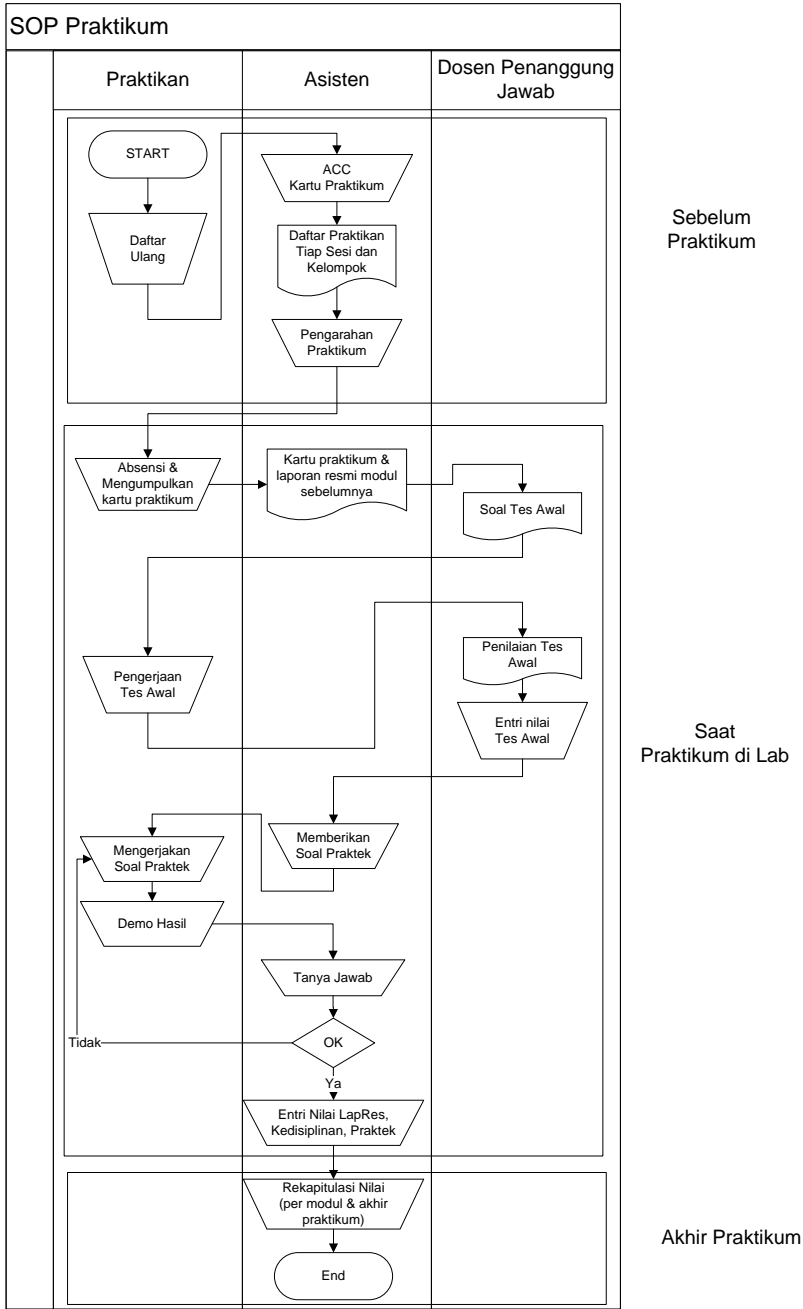 SOP Praktikum
Praktikan
Asisten
Dosen Penanggung
Jawab
START
Daftar
Ulang
ACC
Kartu Praktikum
Daftar Praktikan
Tiap Sesi dan
Kelompok
Pengarahan
Praktikum
Sebelum
Praktikum
Absensi &
Mengumpulkan
kartu praktikum
Kartu praktikum &
laporan resmi modul
sebelumnya
Soal Tes Awal
Pengerjaan
Tes Awal
Penilaian Tes
Awal
Entri nilai
Tes Awal
Saat
Praktikum di Lab
Memberikan
Soal Praktek
Mengerjakan
Soal Praktek
Demo Hasil
Tanya Jawab
OK
Tidak
Ya
Entri Nilai LapRes,
Kedisiplinan, Praktek
Rekapitulasi Nilai
(per modul & akhir
praktikum)
End
Akhir Praktikum